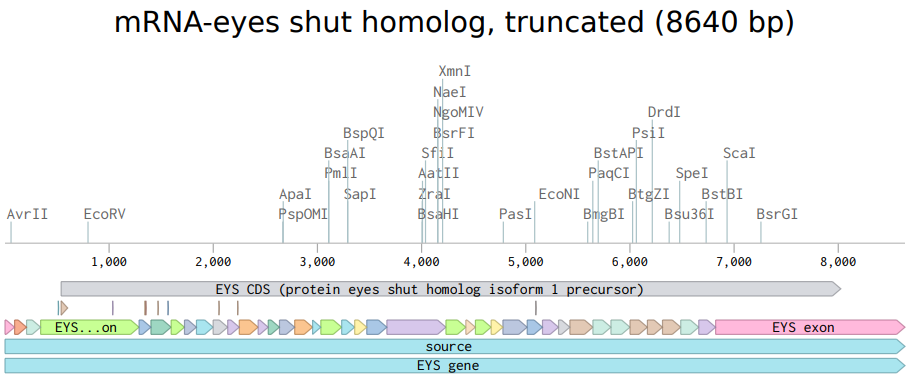 mRNA-eyes shut homolog, truncated (8640 bp)
XmnI
NaeI
NgoMIV DrdI
BspQI BsrFI PsiI
BsaAI SfiI BstAPI ScaI
PmlI AatII PaqCI SpeI
ApaI SapI ZraI EcoNI BtgZI BstBI
AvrII EcoRV PspOMI BsaHI PasI BmgBI Bsu36I BsrGI
1,000 2,000 3,000 4,000 5,000 6,000 7,000 8,000
EYS CDS (protein eyes shut homolog isoform 1 precursor)
EYS...on EYS exon
source
EYS gene